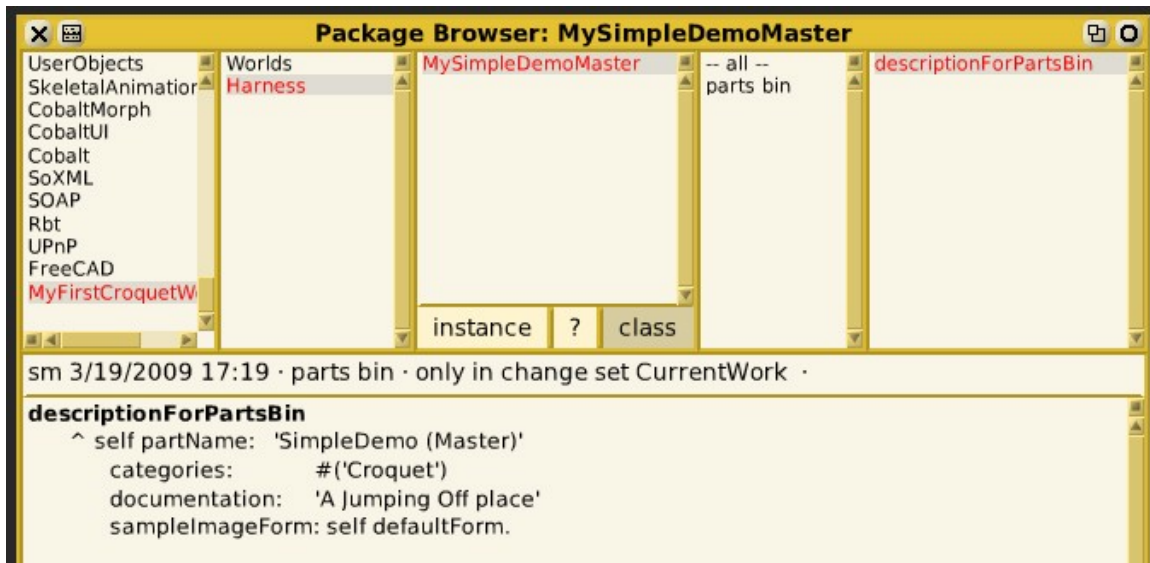 Package Browser: MySimpleDemoMaster
UserObjects
SkeletalAnimation
CobaltMorph
CobaltUI
Cobalt
SoXML
SOAP
Rbt
UPnP
FreeCAD
MyFirstCroquetW
Worlds
Harness
MySimpleDemoMaster
instance ? class
-- all --
parts bin
descriptionForPartsBin
sm 3/19/2009 17:19 · parts bin · only in change set CurrentWork ·
descriptionForPartsBin
^ self partName: 'SimpleDemo (Master)'
categories: #('Croquet')
documentation: 'A Jumping Off place'
sampleImageForm: self defaultForm.